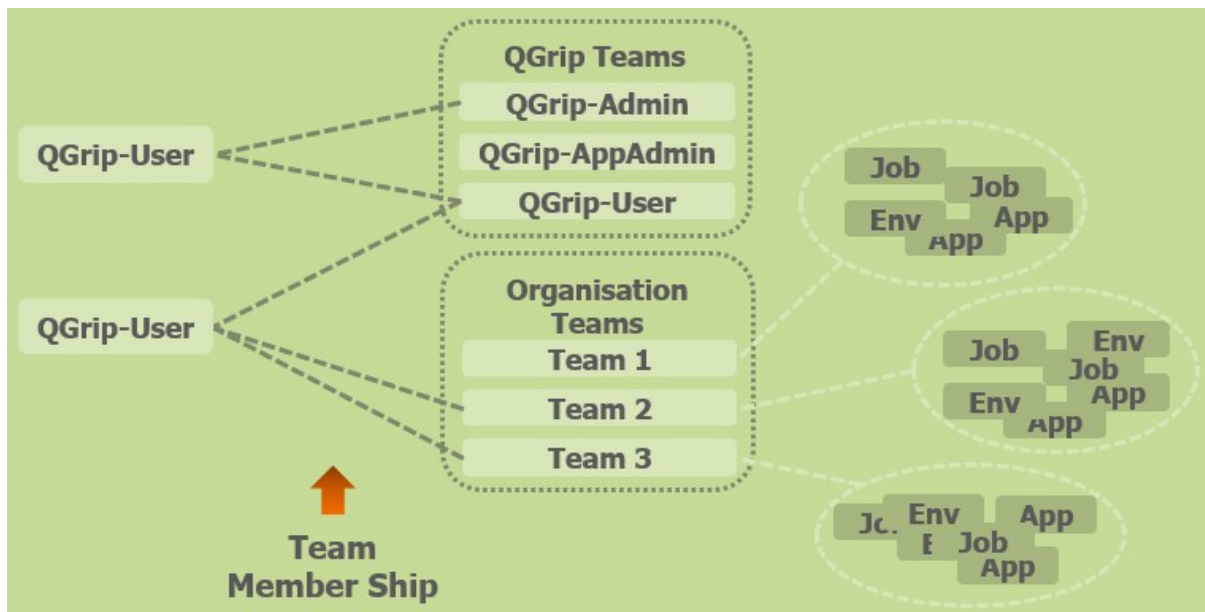 QGrip-User
QGrip-User
Team
Member Ship
QGrip Teams
QGrip-Admin
QGrip-AppAdmin
QGrip-User
Organisation
Teams
Team 1
Team 2
Team 3
Job
Job
App
Env
App
Env
Job
Job
App
Env
App
Env
App
Job
App